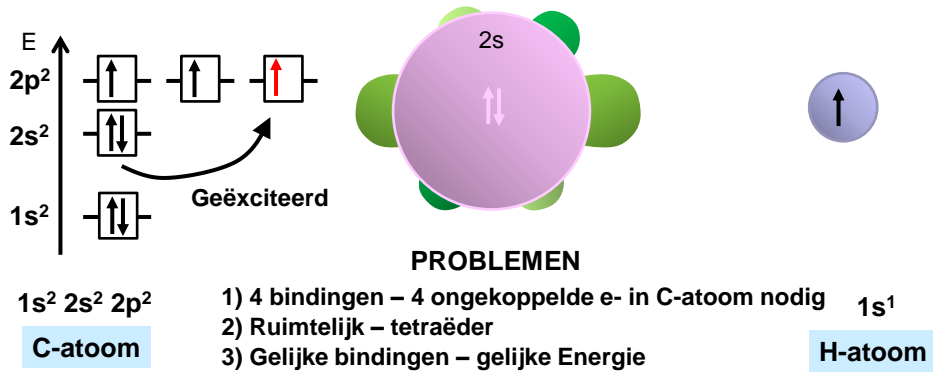 E
2s
2p²
2s²
Geëxciteerd
1s²
PROBLEMEN
1s² 2s² 2p²
C-atoom
1) 4 bindingen – 4 ongekoppelde e- in C-atoom nodig
2) Ruimtelijk – tetraëder
3) Gelijke bindingen – gelijke Energie
1s¹
H-atoom